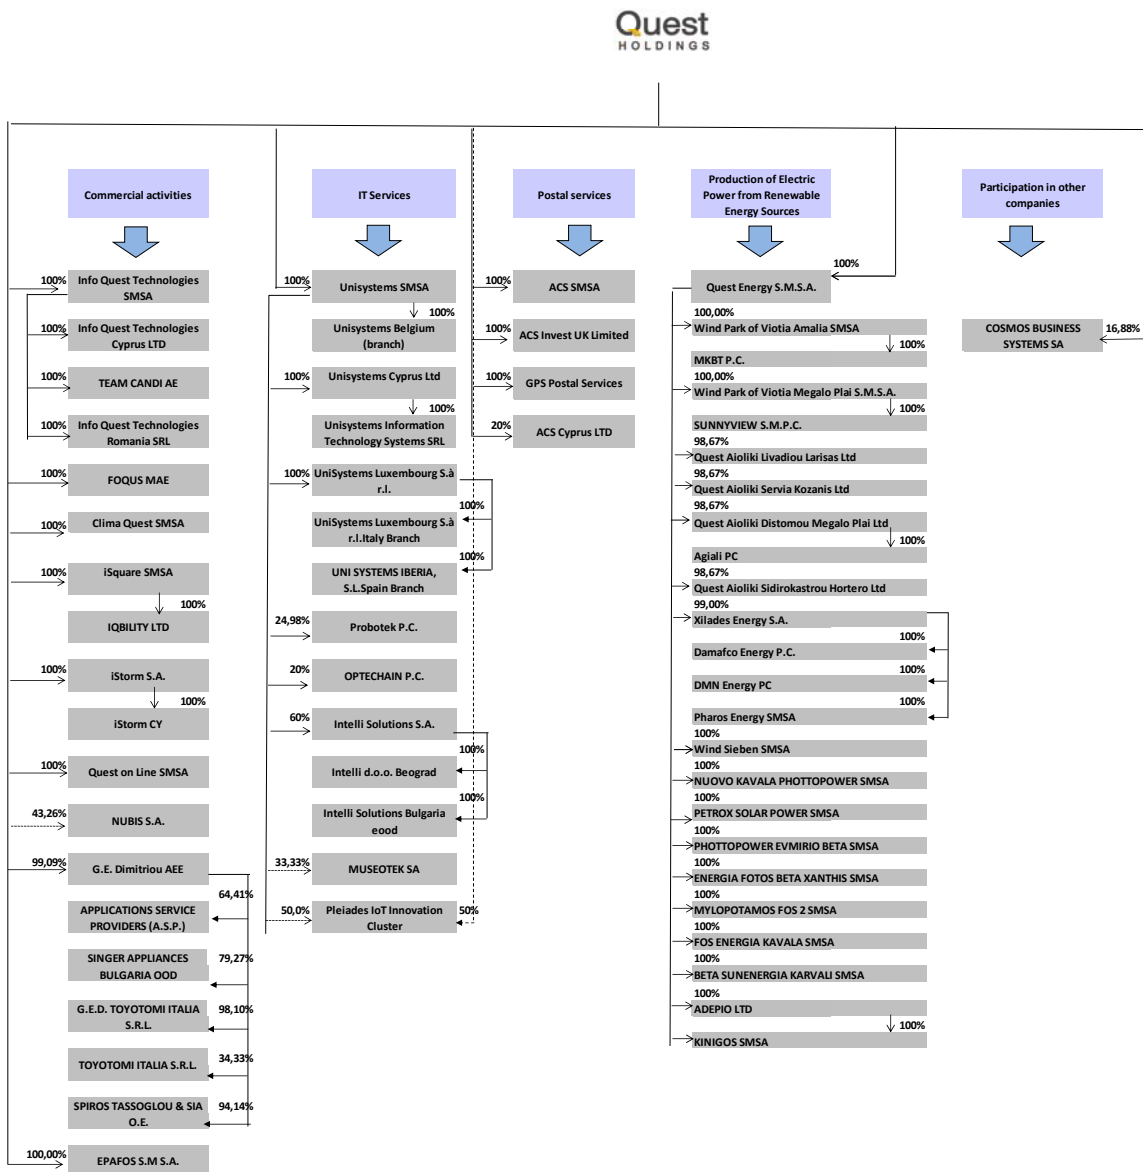 Quest
HOLDINGS
Commercial activities
100%
Info Quest Technologies
SMSA
100%
Info Quest Technologies
Cyprus LTD
100%
TEAM CANDI AE
100%
Info Quest Technologies
Romania SRL
100%
FOQUS MAE
100%
Clima Quest SMSA
100%
iSquare SMSA
100%
IQBILITY LTD
100%
iStorm S.A.
100%
iStorm CY
100%
Quest on Line SMSA
43,26%
NUBIS S.A.
99,09%
G.E. Dimitriou AEE
64,41%
APPLICATIONS SERVICE
PROVIDERS (A.S.P.)
SINGER APPLIANCES
BULGARIA OOD
79,27%
G.E.D. TOYOTOMI ITALIA
S.R.L.
98,10%
TOYOTOMI ITALIA S.R.L.
34,33%
SPIROS TASSOGLOU & SIA
O.E.
94,14%
100,00%
EPAFOS S.M S.A.
IT Services
100%
Unisystems SMSA
100%
Unisystems Belgium
(branch)
100%
Unisystems Cyprus Ltd
100%
Unisystems Information
Technology Systems SRL
100%
UniSystems Luxembourg S.à
r.l.
100%
UniSystems Luxembourg S.à
r.l.Italy Branch
100%
UNI SYSTEMS IBERIA,
S.L.Spain Branch
24,98%
Probotek P.C.
20%
OPTECHAIN P.C.
60%
Intelli Solutions S.A.
100%
Intelli d.o.o. Beograd
100%
Intelli Solutions Bulgaria
eood
33,33%
MUSEOTEK SA
50,0%
Pleiades IoT Innovation
Cluster
50%
Postal services
100%
ACS SMSA
100%
ACS Invest UK Limited
100%
GPS Postal Services
20%
ACS Cyprus LTD
Production of Electric
Power from Renewable
Energy Sources
100%
Quest Energy S.M.S.A.
100,00%
Wind Park of Viotia Amalia SMSA
100%
MKBT P.C.
100,00%
Wind Park of Viotia Megalo Plai S.M.S.A.
100%
SUNNYVIEW S.M.P.C.
98,67%
Quest Aioliki Livadiou Larisas Ltd
98,67%
Quest Aioliki Servia Kozanis Ltd
98,67%
Quest Aioliki Distomou Megalo Plai Ltd
100%
Agiali PC
98,67%
Quest Aioliki Sidirokastrou Hortero Ltd
99,00%
Xilades Energy S.A.
100%
Damafco Energy P.C.
100%
DMN Energy PC
100%
Pharos Energy SMSA
100%
Wind Sieben SMSA
100%
NUOVO KAVALA PHOTTOPOWER SMSA
100%
PETROX SOLAR POWER SMSA
100%
PHOTTOPOWER EVMIRIO BETA SMSA
100%
ENERGIA FOTOS BETA XANTHIS SMSA
100%
MYLOPOTAMOS FOS 2 SMSA
100%
FOS ENERGIA KAVALA SMSA
100%
BETA SUNENERGIA KARVALI SMSA
100%
ADEPIO LTD
100%
KINIGOS SMSA
Participation in other
companies
COSMOS BUSINESS
SYSTEMS SA
16,88%